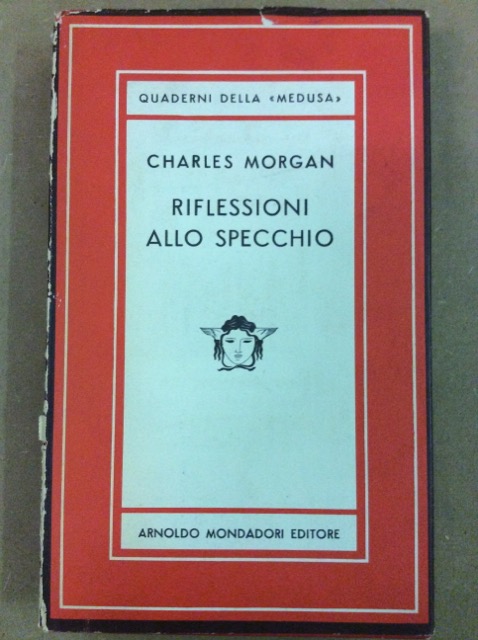 QUADERNI DELLA «MEDUSA»
CHARLES MORGAN
RIFLESSIONI
ALLO SPECCHIO
ARNOLDO MONDADORI EDITORE